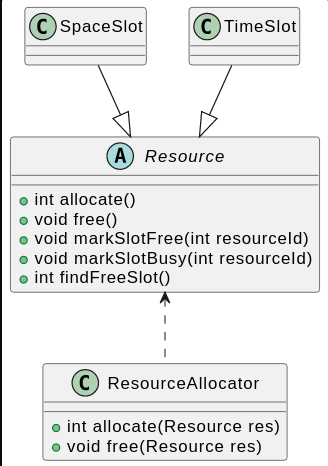 C SpaceSlot
C TimeSlot
A Resource
int allocate()
void free()
void markSlotFree(int resourceId)
void markSlotBusy(int resourceId)
int findFreeSlot()
C ResourceAllocator
int allocate(Resource res)
void free(Resource res)